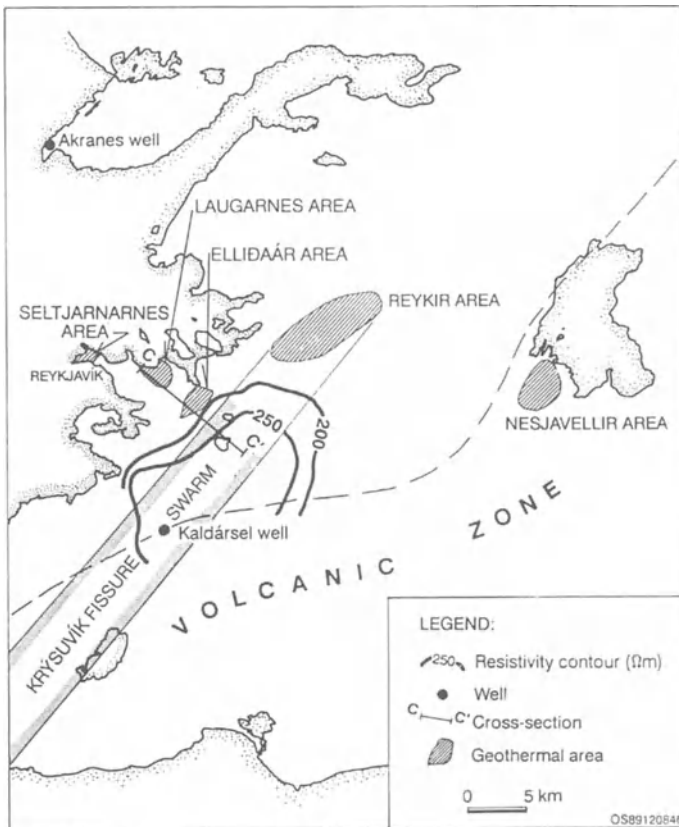 Akranes well
LAUGARNES AREA
ELLIÐAÁR AREA
REYKIR AREA
SELTJARNARNES
AREA
C
REYKJAVÍK
NESJAVELLIR AREA
250
200
C'
SWARM
Kaldársel well
KRÝSUVÍK FISSURE
VOLCANIC ZONE
LEGEND:
250 Resistivity contour (Ωm)
Well
C C' Cross-section
Geothermal area
0 5 km
OS89120846